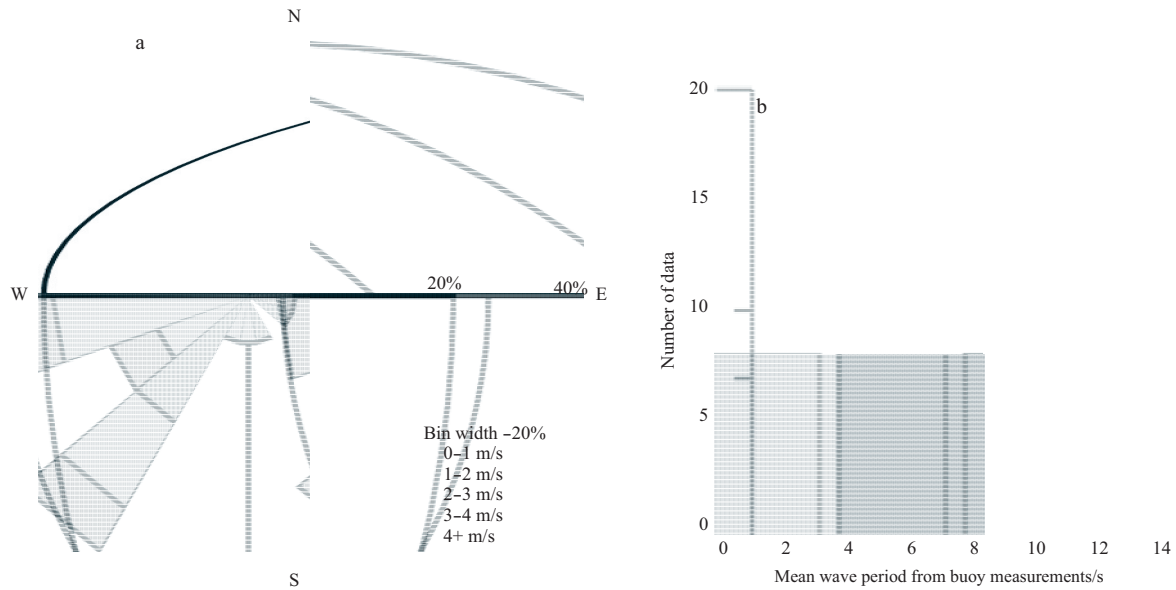 N
a
W
20%
40%
E
Bin width –20%
0–1 m/s
1–2 m/s
2–3 m/s
3–4 m/s
4+ m/s
S
20
b
15
10
5
0
Number of data
0 2 4 6 8 10 12 14
Mean wave period from buoy measurements/s